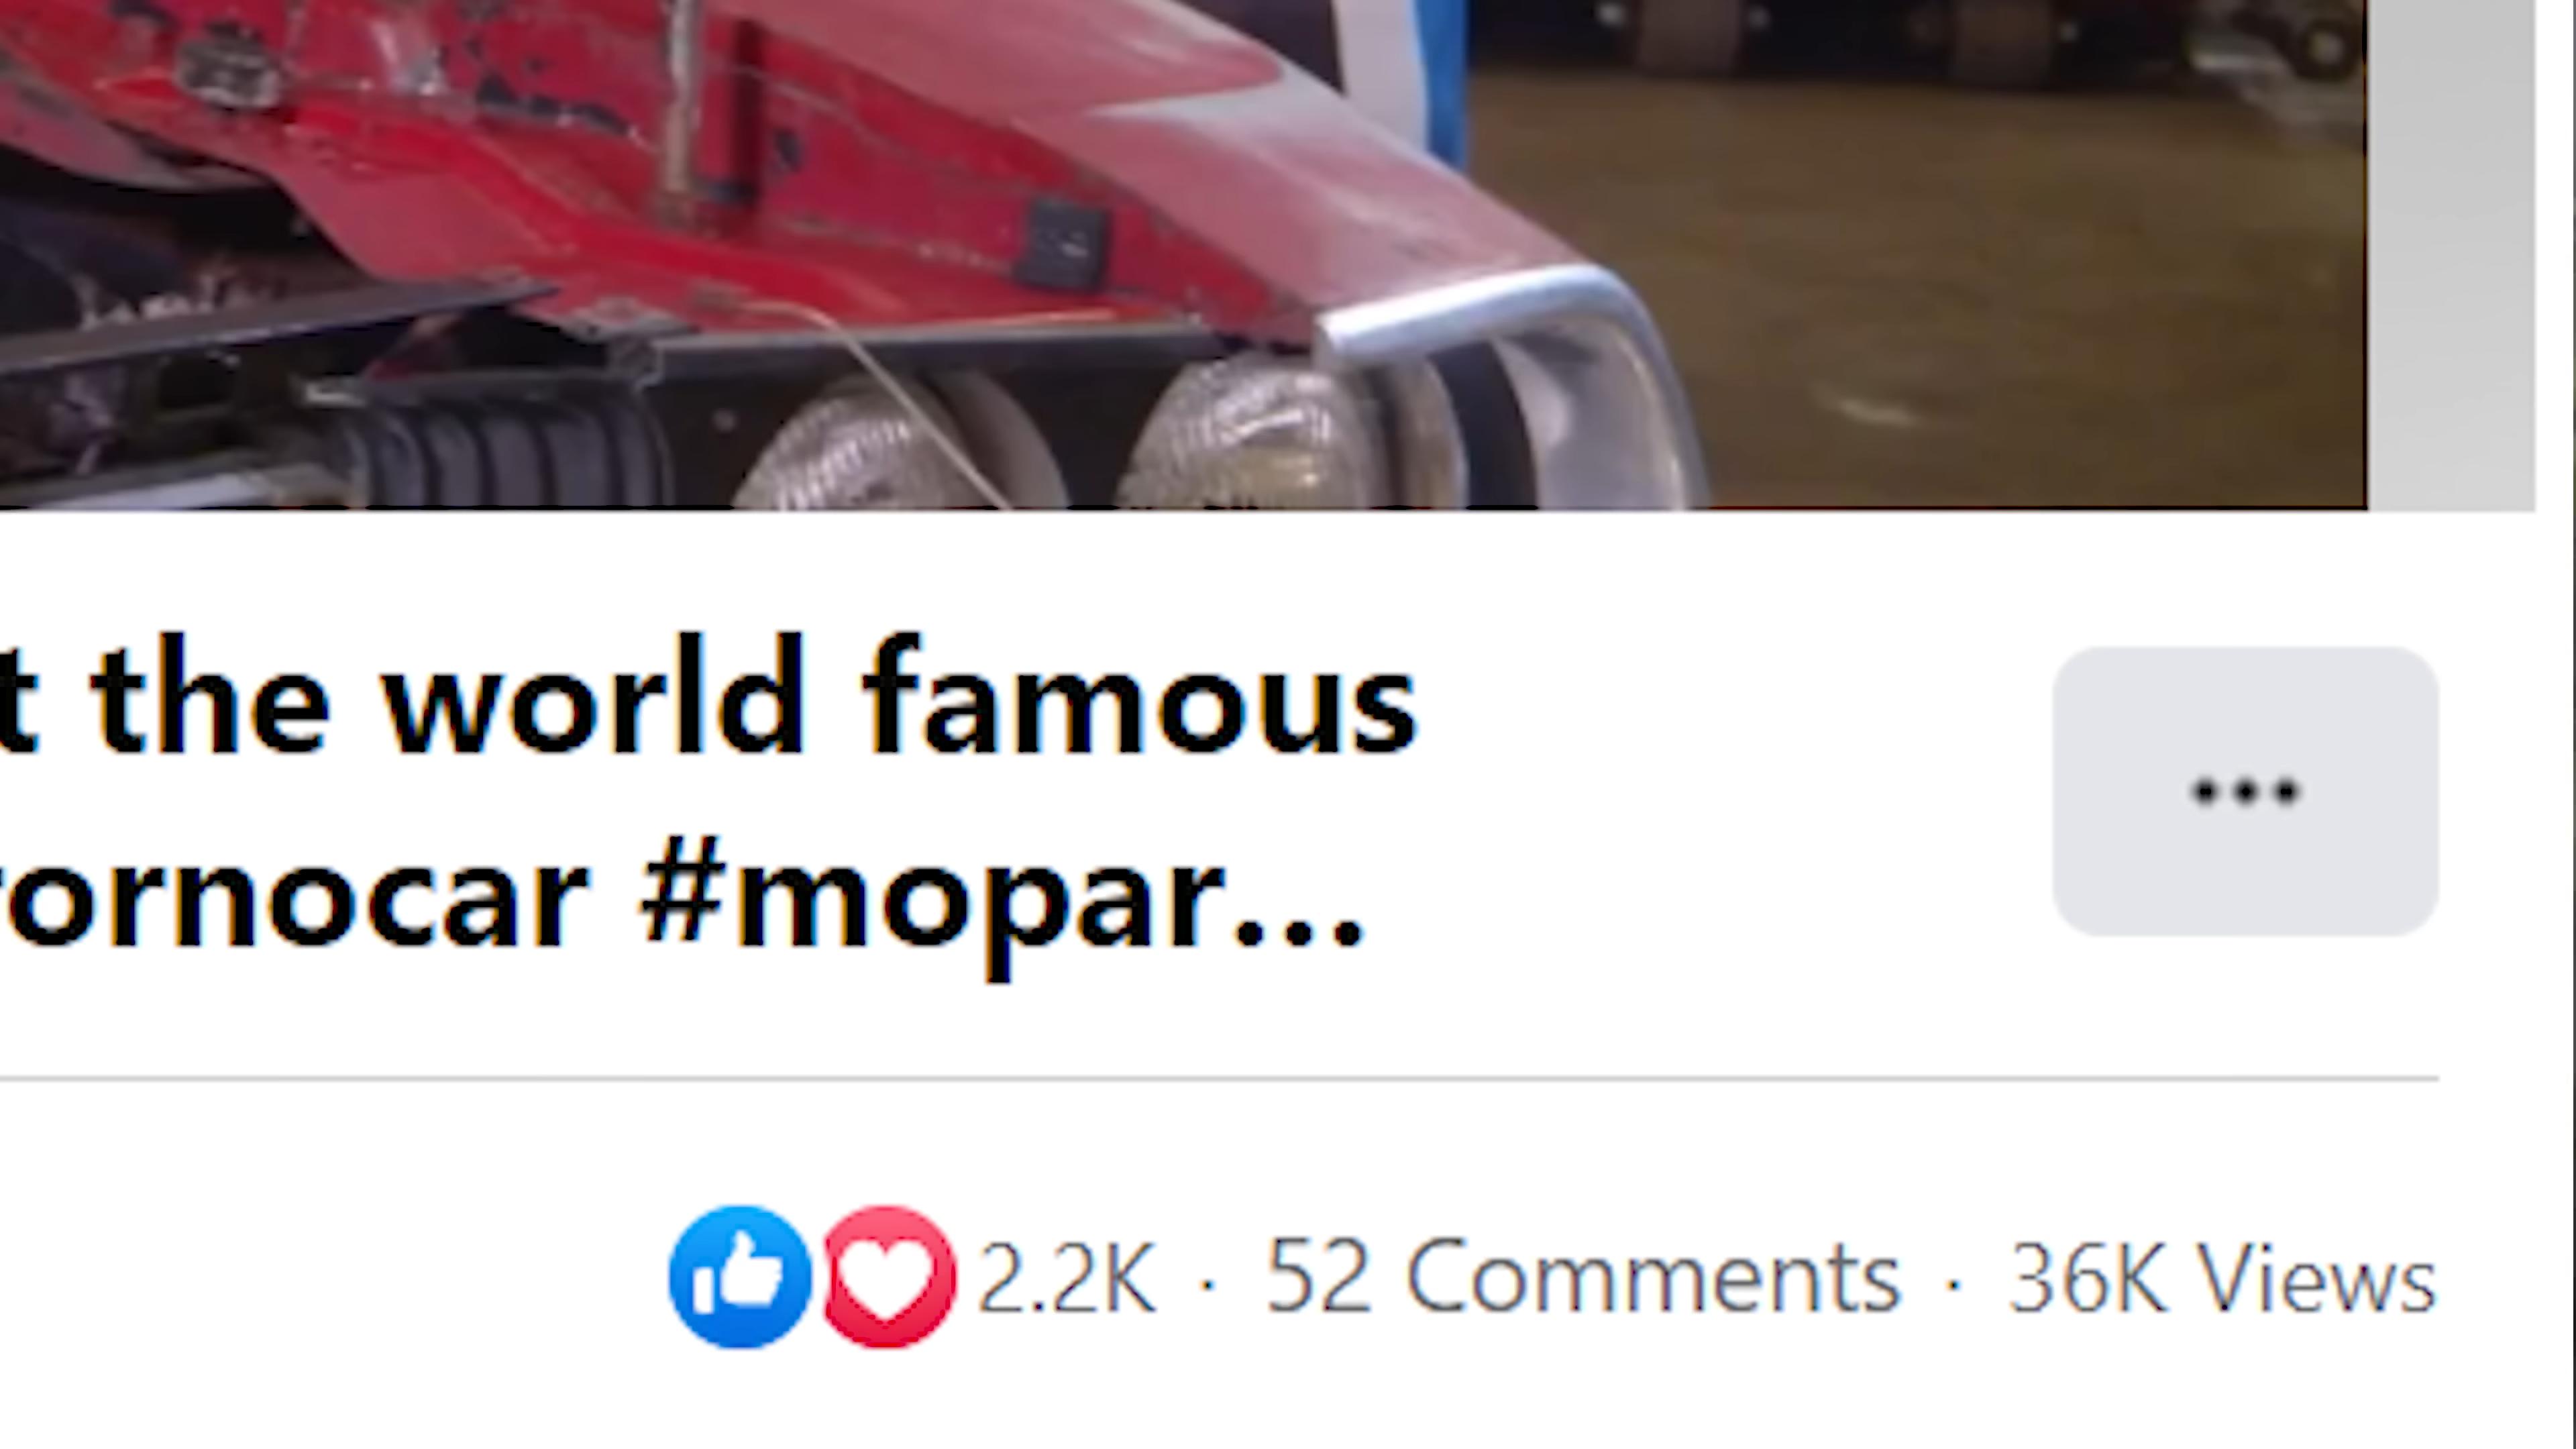 the world famous
ornocar #mopar...
2.2K · 52 Comments · 36K Views